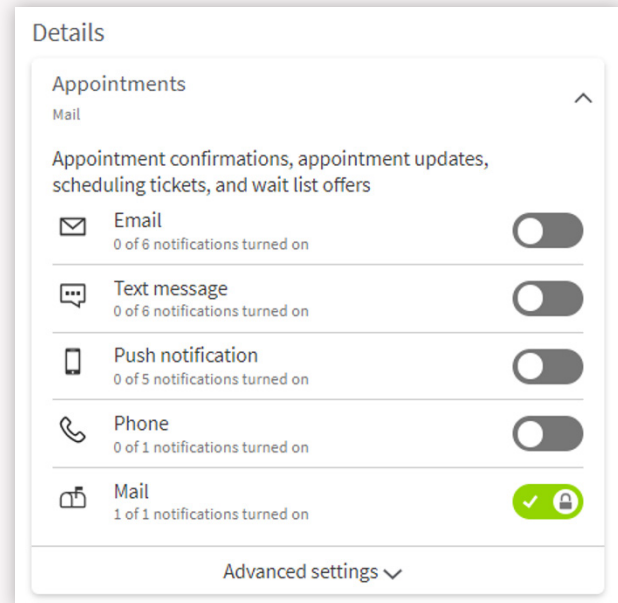 Details
Appointments
Mail
Appointment confirmations, appointment updates,
scheduling tickets, and wait list offers
Email
0 of 6 notifications turned on
Text message
0 of 6 notifications turned on
Push notification
0 of 5 notifications turned on
Phone
0 of 1 notifications turned on
Mail
1 of 1 notifications turned on
Advanced settings